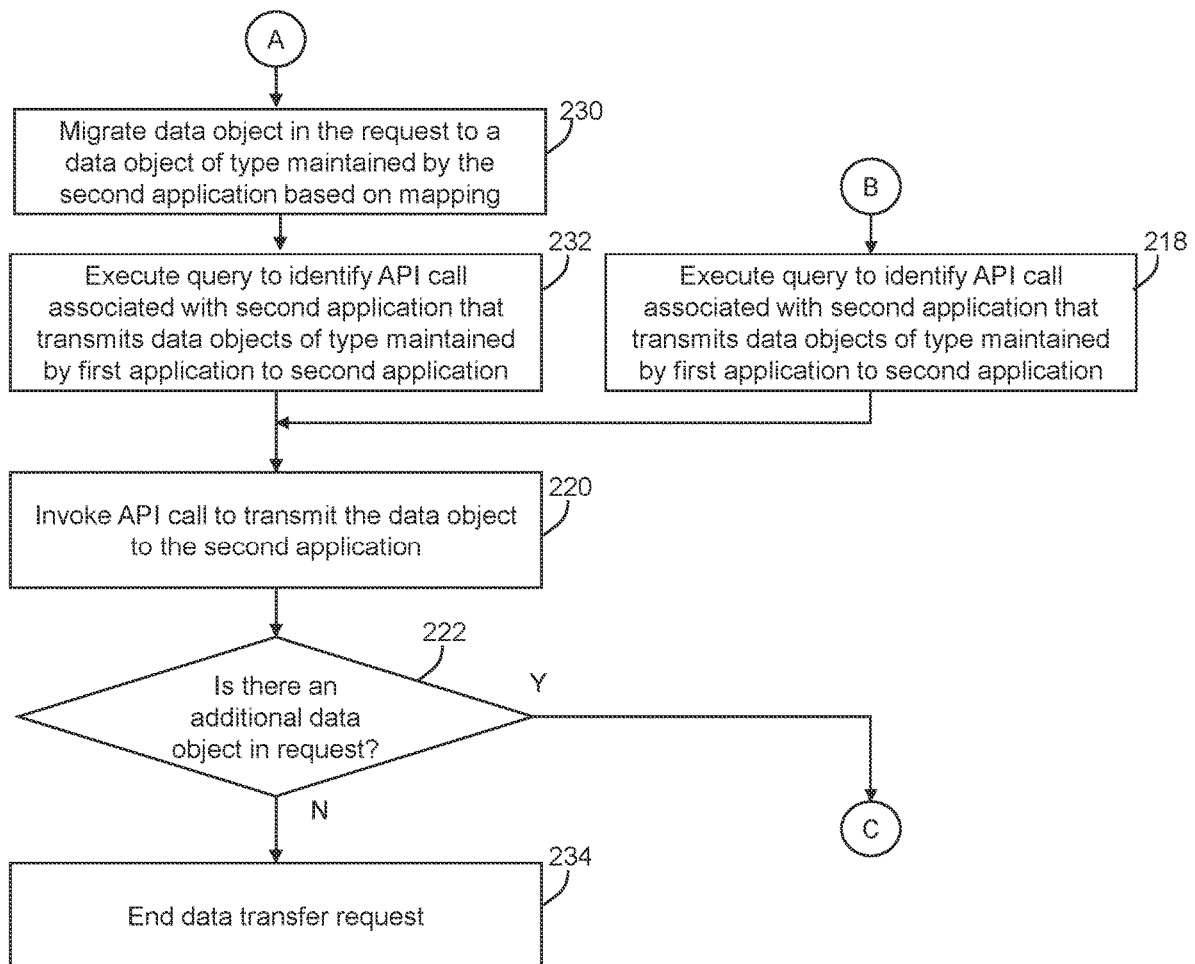 A
230
Migrate data object in the request to a
data object of type maintained by the
second application based on mapping
B
232
Execute query to identify API call
associated with second application that
transmits data objects of type maintained
by first application to second application
218
Execute query to identify API call
associated with second application that
transmits data objects of type maintained
by first application to second application
220
Invoke API call to transmit the data object
to the second application
222
Is there an
additional data
object in request?
Y
N
C
234
End data transfer request